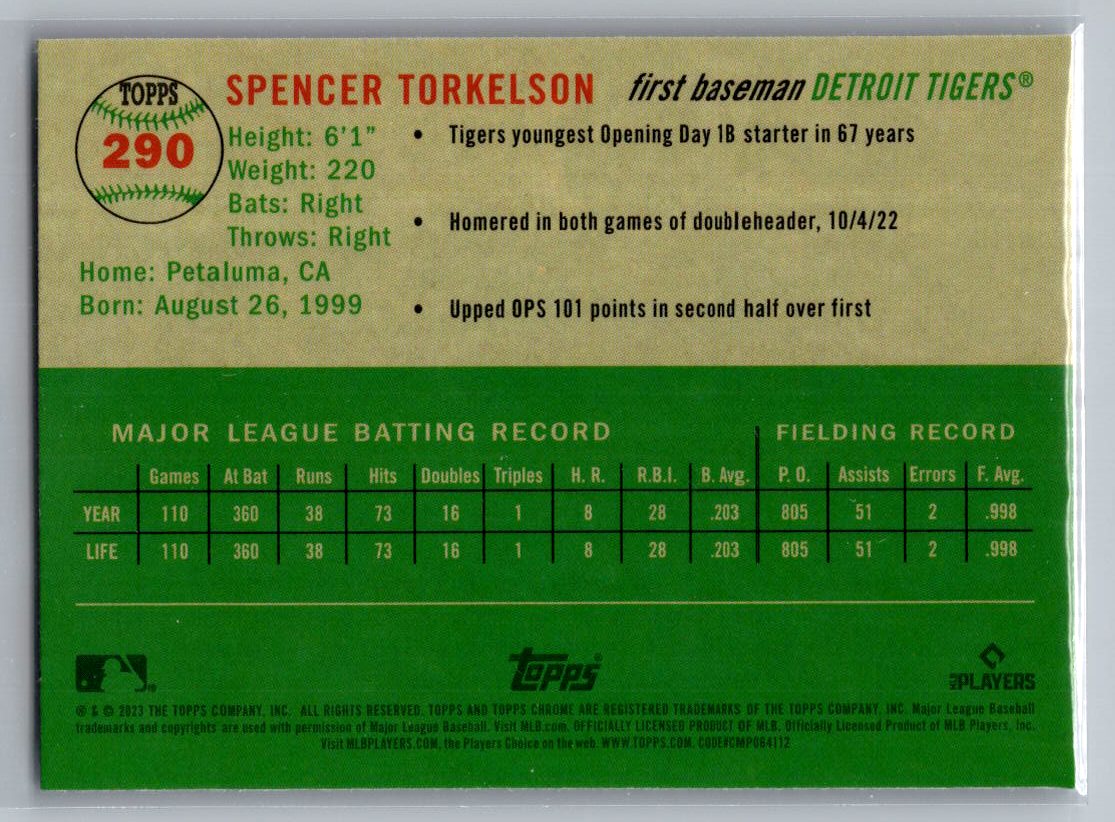 TOPPS
290
SPENCER TORKELSON first baseman DETROIT TIGERS®
Height: 6'1"
Weight: 220
Bats: Right
Throws: Right
Home: Petaluma, CA
Born: August 26, 1999
• Tigers youngest Opening Day 1B starter in 67 years
• Homered in both games of doubleheader, 10/4/22
• Upped OPS 101 points in second half over first
MAJOR LEAGUE BATTING RECORD FIELDING RECORD
Games At Bat Runs Hits Doubles Triples H. R. R.B.I. B. Avg. P. O. Assists Errors F. Avg.
YEAR 110 360 38 73 16 1 8 28 .203 805 51 2 .998
LIFE 110 360 38 73 16 1 8 28 .203 805 51 2 .998
topps
MLB PLAYERS
® & © 2023 THE TOPPS COMPANY, INC. ALL RIGHTS RESERVED. TOPPS AND TOPPS CHROME ARE REGISTERED TRADEMARKS OF THE TOPPS COMPANY, INC. Major League Baseball
trademarks and copyrights are used with permission of Major League Baseball. Visit MLB.com. OFFICIALLY LICENSED PRODUCT OF MLB. Officially Licensed Product of MLB Players, Inc.
Visit MLBPLAYERS.COM, the Players Choice on the web. WWW.TOPPS.COM. CODE#CMP064112